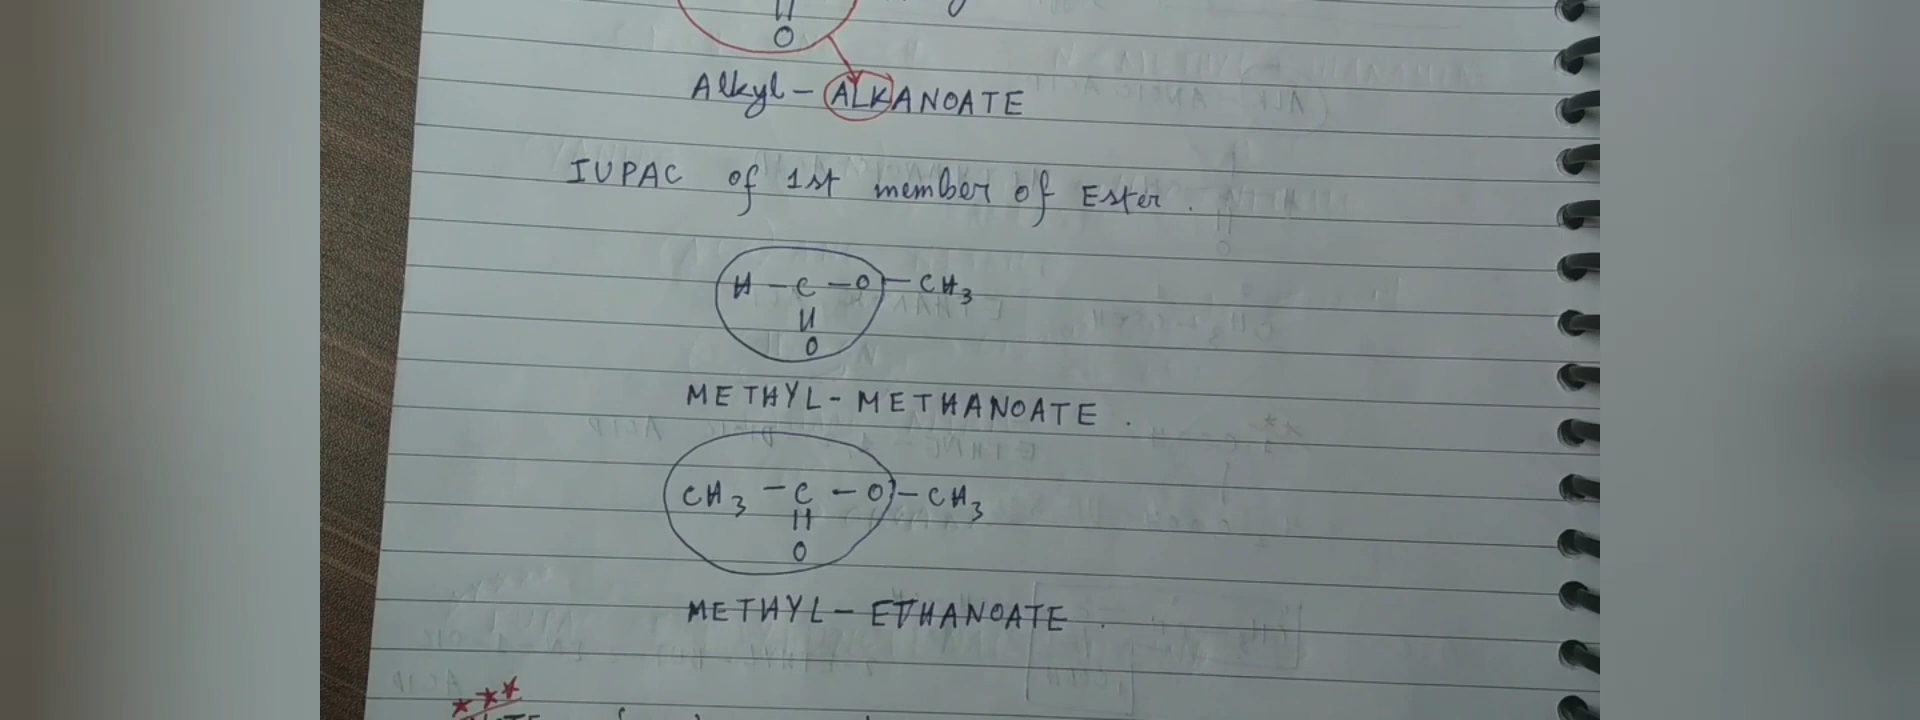 O
Alkyl - ALKANOATE
IUPAC of 1st member of Ester.
H - C - O - CH3
O
METHYL - METHANOATE.
CH3 - C - O - CH3
O
METHYL - ETHANOATE.
***